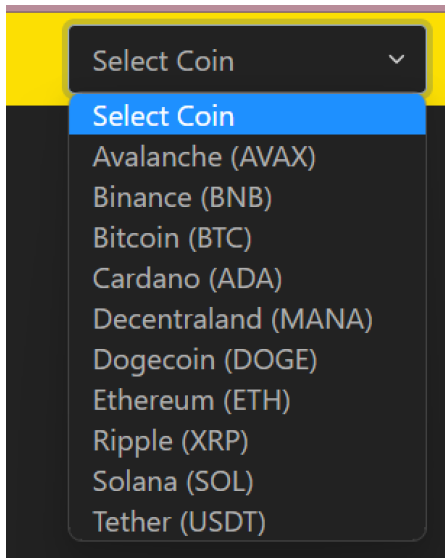 Select Coin
Select Coin
Avalanche (AVAX)
Binance (BNB)
Bitcoin (BTC)
Cardano (ADA)
Decentraland (MANA)
Dogecoin (DOGE)
Ethereum (ETH)
Ripple (XRP)
Solana (SOL)
Tether (USDT)